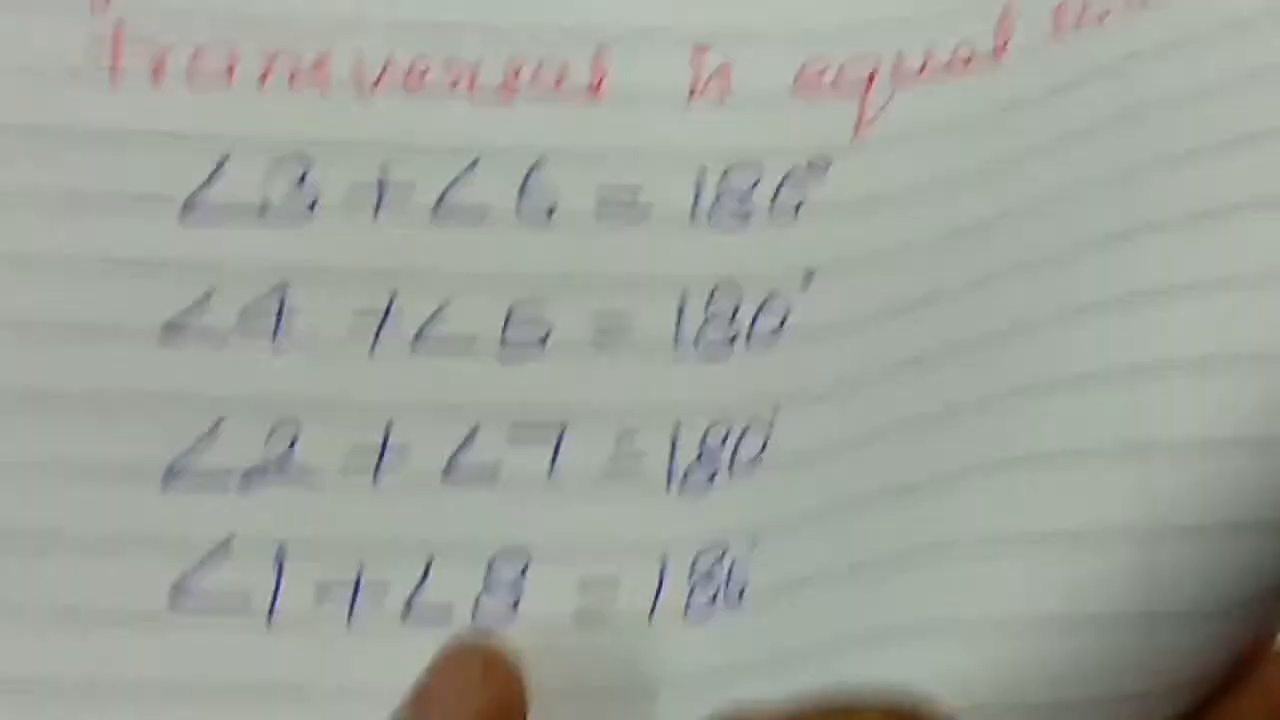 Transversal is equal
∠3 + ∠6 = 180°
∠4 + ∠5 = 180°
∠2 + ∠7 = 180°
∠1 + ∠8 = 180°